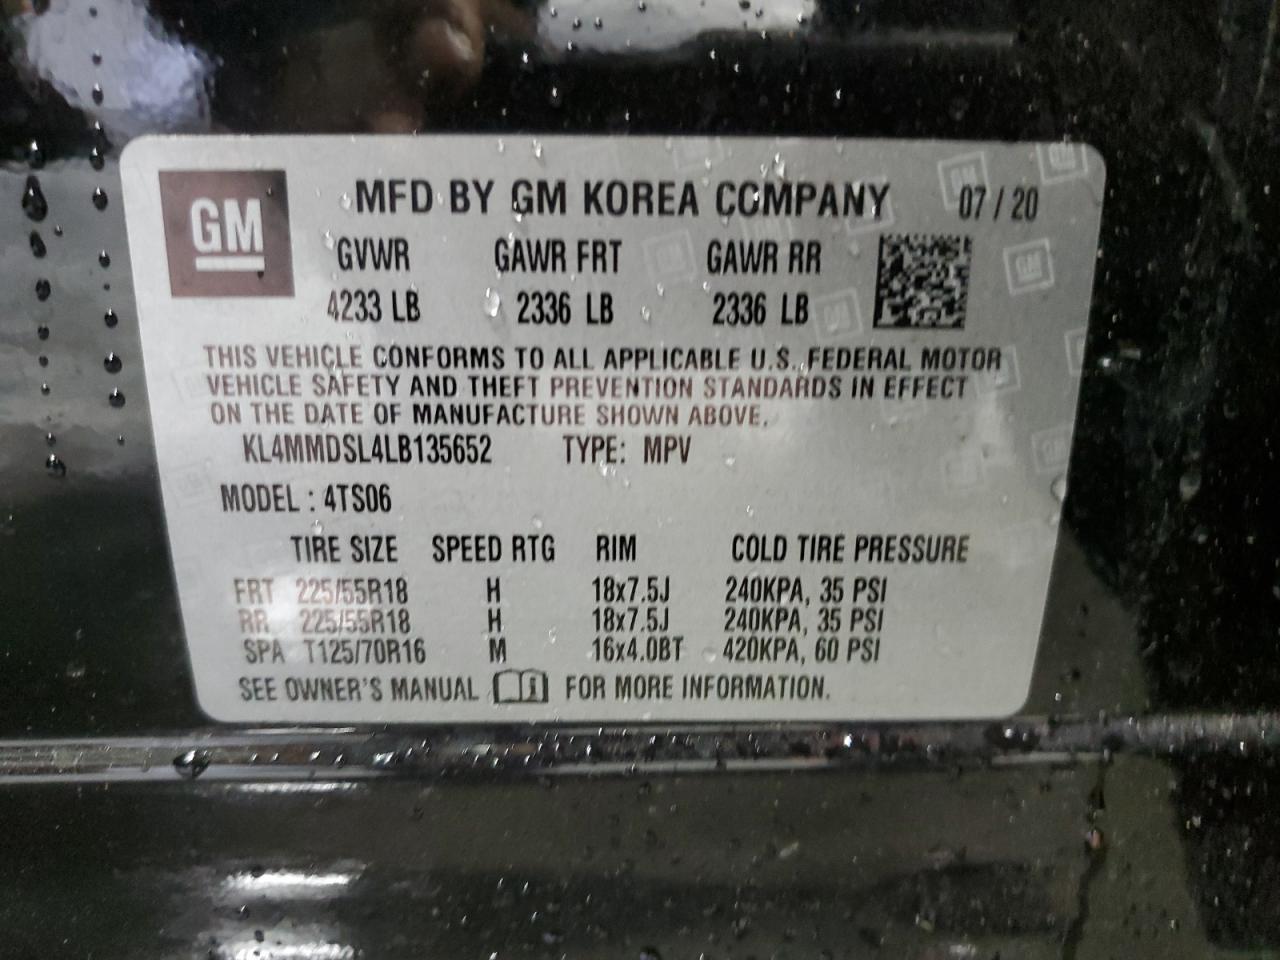 GM
MFD BY GM KOREA COMPANY 07 / 20
GVWR GAWR FRT GAWR RR
4233 LB 2336 LB 2336 LB
THIS VEHICLE CONFORMS TO ALL APPLICABLE U.S. FEDERAL MOTOR
VEHICLE SAFETY AND THEFT PREVENTION STANDARDS IN EFFECT
ON THE DATE OF MANUFACTURE SHOWN ABOVE.
KL4MMDSL4LB135652 TYPE: MPV
MODEL : 4TS06
TIRE SIZE SPEED RTG RIM COLD TIRE PRESSURE
FRT 225/55R18 H 18x7.5J 240KPA, 35 PSI
RR 225/55R18 H 18x7.5J 240KPA, 35 PSI
SPA T125/70R16 M 16x4.0BT 420KPA, 60 PSI
SEE OWNER'S MANUAL FOR MORE INFORMATION.